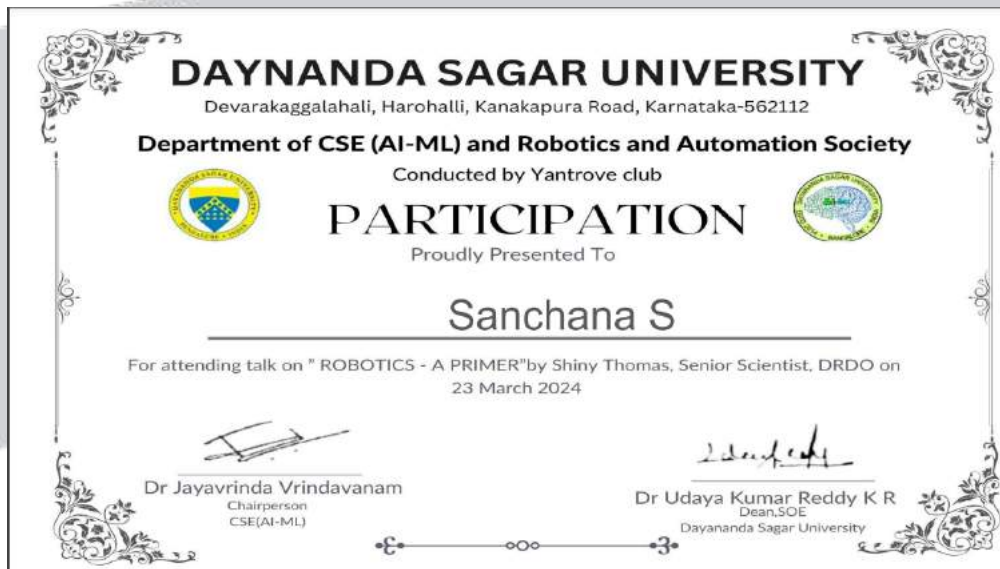 DAYNANDA SAGAR UNIVERSITY
Devarakaggalahali, Harohalli, Kanakapura Road, Karnataka-562112
Department of CSE (AI-ML) and Robotics and Automation Society
Conducted by Yantrove club
PARTICIPATION
Proudly Presented To
Sanchana S
For attending talk on " ROBOTICS - A PRIMER"by Shiny Thomas, Senior Scientist, DRDO on
23 March 2024
Dr Jayavrinda Vrindavanam
Chairperson
CSE(AI-ML)
Dr Udaya Kumar Reddy K R
Dean,SOE
Dayananda Sagar University